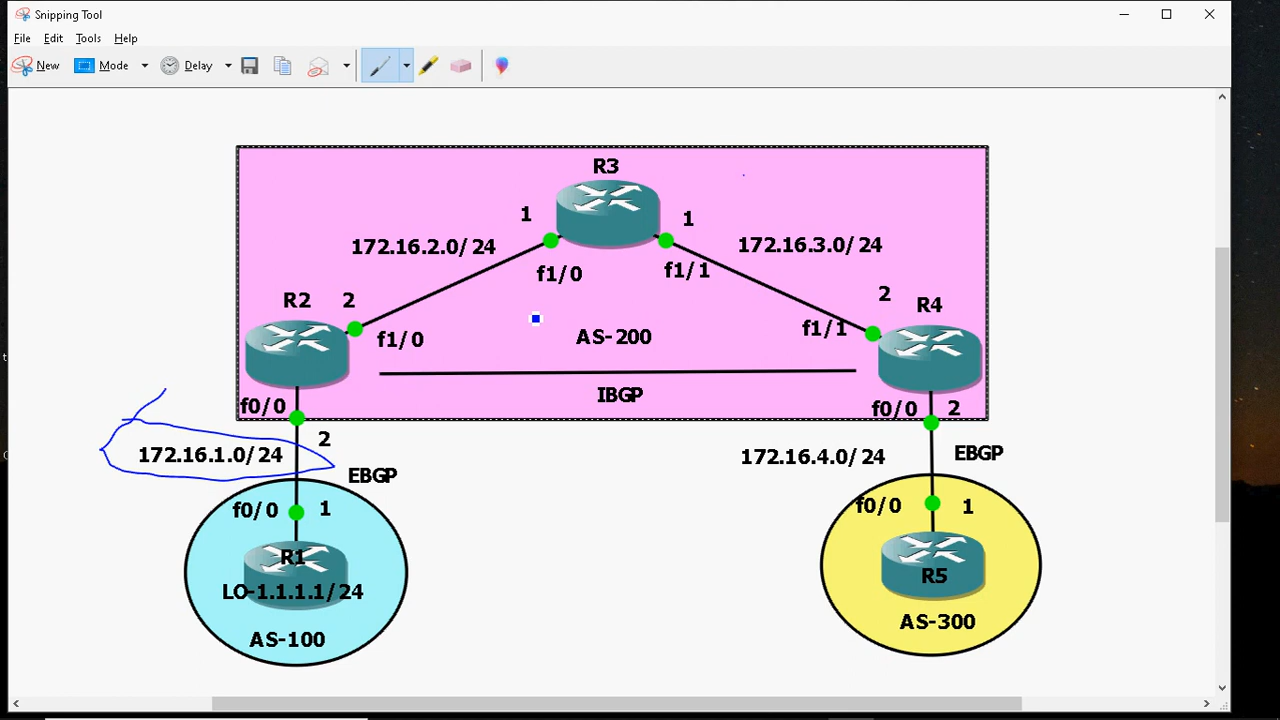 Snipping Tool
File Edit Tools Help
New Mode Delay
R3
1 1
172.16.2.0/24 172.16.3.0/24
f1/0 f1/1
R2 2 2 R4
f1/0 AS-200 f1/1
IBGP
f0/0 f0/0 2
2
172.16.1.0/24 172.16.4.0/24 EBGP
EBGP
f0/0 1 f0/0 1
R1
LO-1.1.1.1/24 R5
AS-100 AS-300